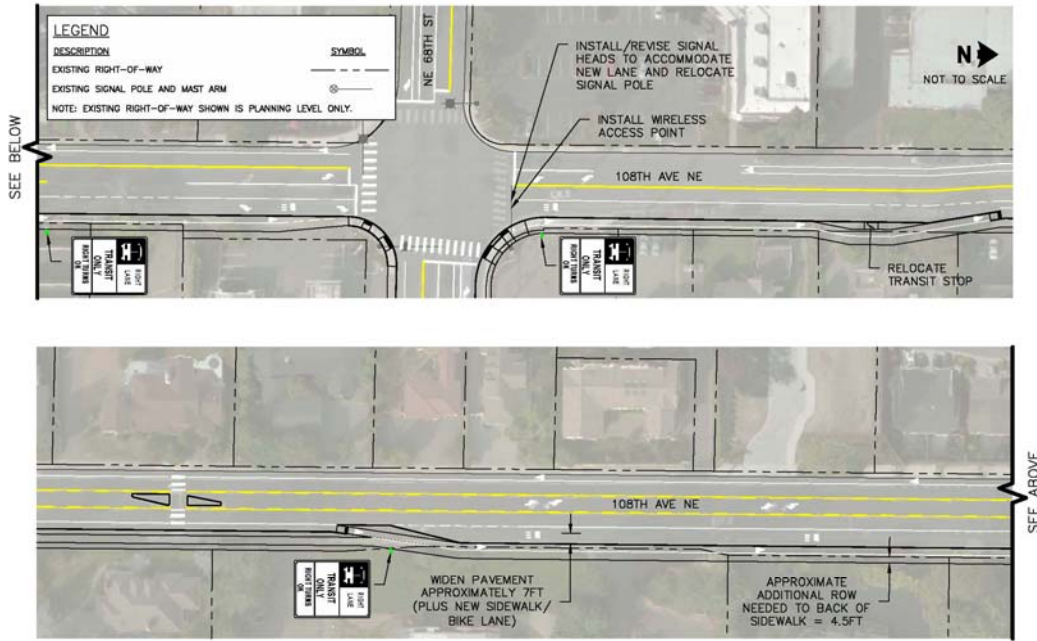 LEGEND
DESCRIPTION SYMBOL
EXISTING RIGHT-OF-WAY
EXISTING SIGNAL POLE AND MAST ARM
NOTE: EXISTING RIGHT-OF-WAY SHOWN IS PLANNING LEVEL ONLY.
NE 68TH ST
INSTALL/REVISE SIGNAL
HEADS TO ACCOMMODATE
NEW LANE AND RELOCATE
SIGNAL POLE
INSTALL WIRELESS
ACCESS POINT
N
NOT TO SCALE
SEE BELOW
108TH AVE NE
RIGHT
LANE
TRANSIT
ONLY
RIGHT TURNS
OK
RIGHT
LANE
TRANSIT
ONLY
RIGHT TURNS
OK
RELOCATE
TRANSIT STOP
108TH AVE NE
SEE ABOVE
RIGHT
LANE
TRANSIT
ONLY
RIGHT TURNS
OK
WIDEN PAVEMENT
APPROXIMATELY 7FT
(PLUS NEW SIDEWALK/
BIKE LANE)
APPROXIMATE
ADDITIONAL ROW
NEEDED TO BACK OF
SIDEWALK = 4.5FT